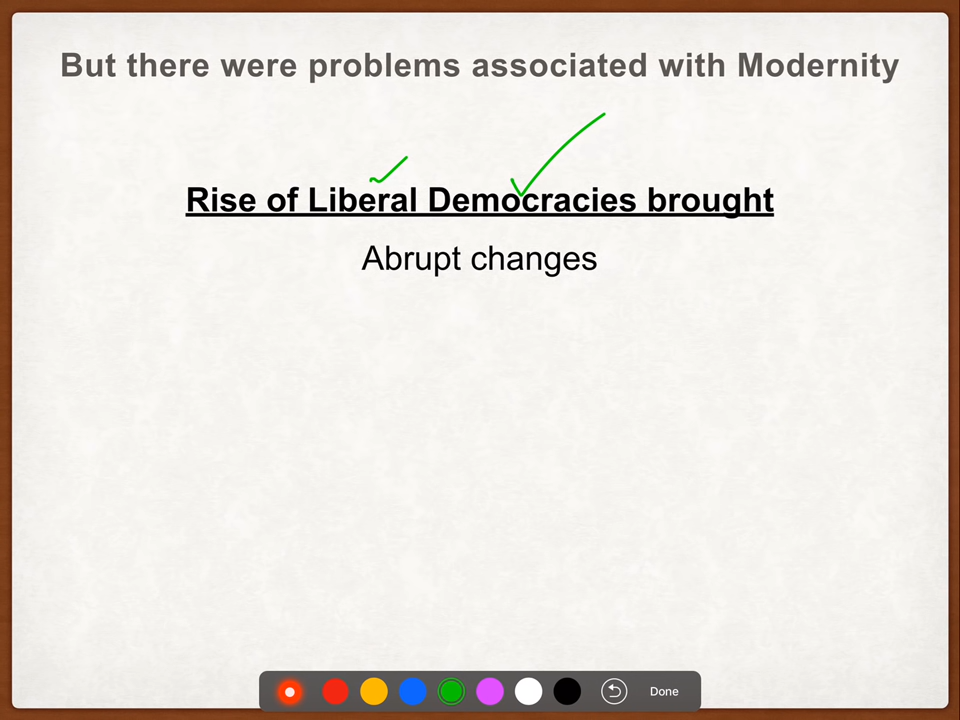 But there were problems associated with Modernity
Rise of Liberal Democracies brought
Abrupt changes
Done